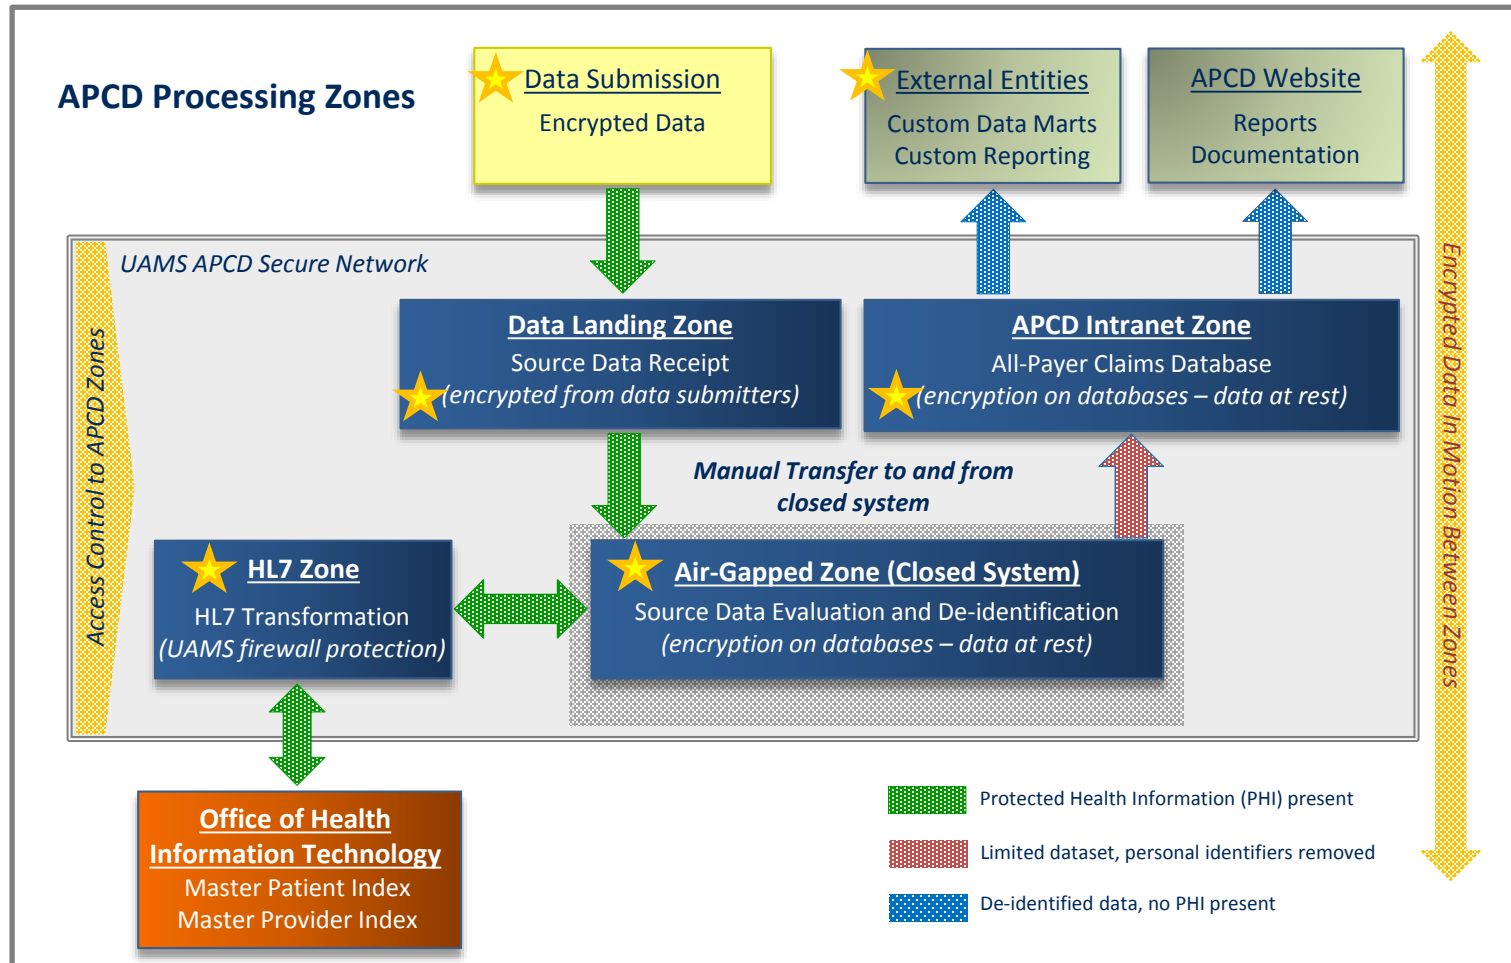 APCD Processing Zones
Data Submission
Encrypted Data
External Entities
Custom Data Marts
Custom Reporting
APCD Website
Reports
Documentation
Encrypted Data In Motion Between Zones
Access Control to APCD Zones
UAMS APCD Secure Network
Data Landing Zone
Source Data Receipt
(encrypted from data submitters)
APCD Intranet Zone
All-Payer Claims Database
(encryption on databases – data at rest)
Manual Transfer to and from
closed system
HL7 Zone
HL7 Transformation
(UAMS firewall protection)
Air-Gapped Zone (Closed System)
Source Data Evaluation and De-identification
(encryption on databases – data at rest)
Office of Health
Information Technology
Master Patient Index
Master Provider Index
Protected Health Information (PHI) present
Limited dataset, personal identifiers removed
De-identified data, no PHI present